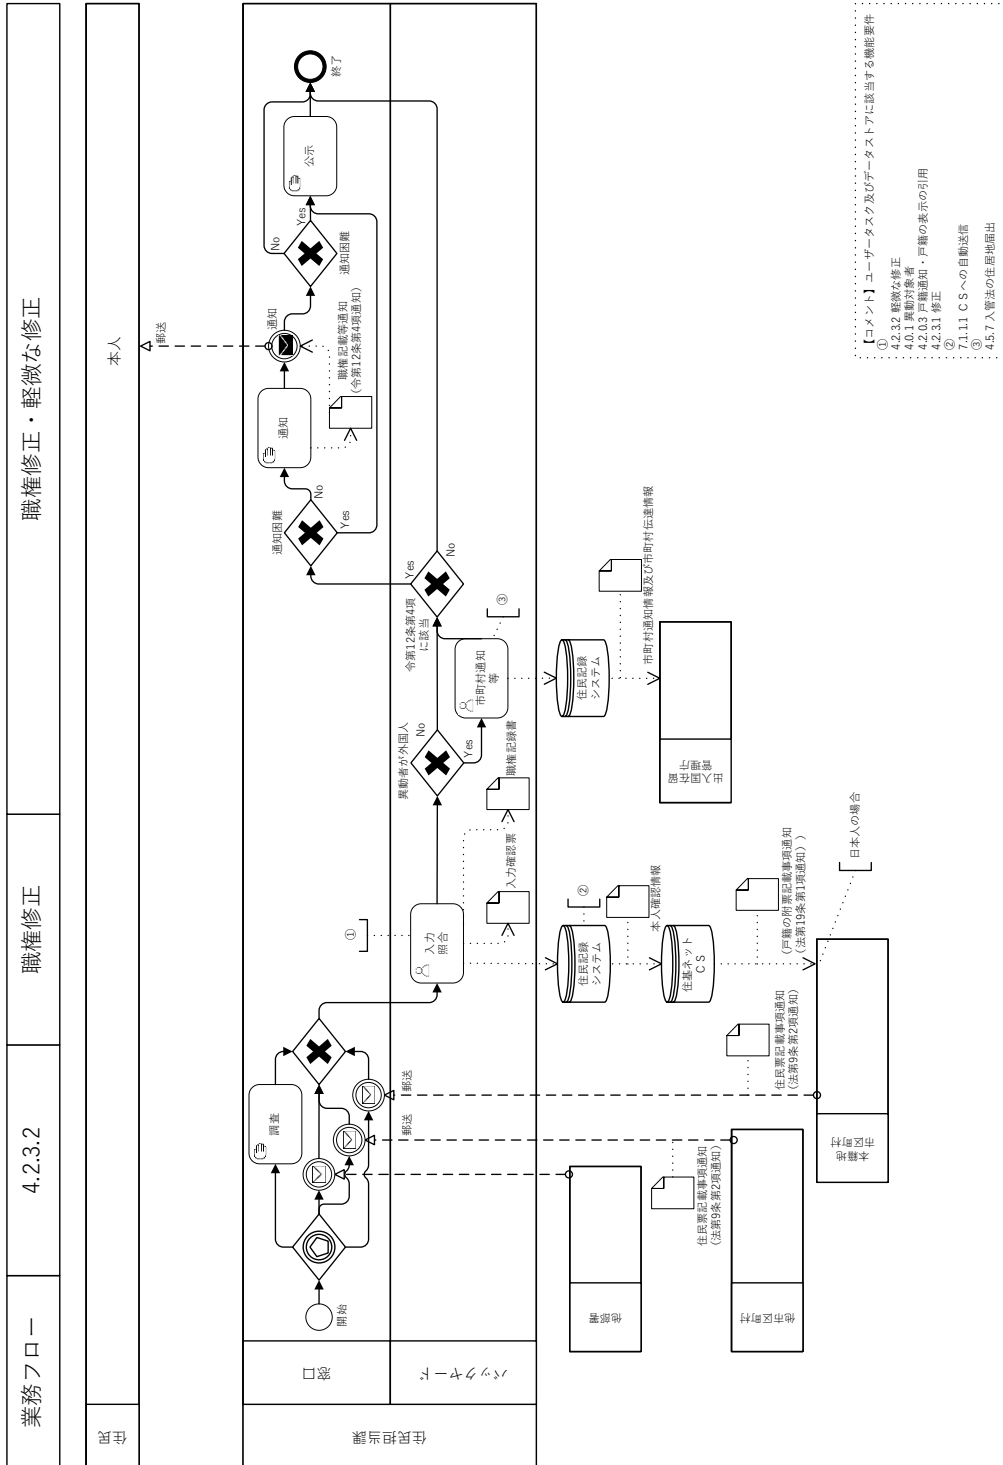 業務フロー
4.2.3.2
職権修正
職権修正・軽微な修正
住民
本人
郵送
住民担当課
窓口
バックヤード
開始
調査
郵送
郵送
通知困難
No
Yes
通知
通知
職権記載等通知
（令第12条第4項通知）
通知困難
No
Yes
公示
終了
①
入力
照合
入力確認票
職権記録書
異動者が外国人
No
Yes
市町村通知
等
③
令第12条第4項
に該当
Yes
No
住民記録
システム
②
本人確認情報
住基ネット
CS
（戸籍の附票記載事項通知
（法第19条第1項通知））
日本人の場合
住民記録
システム
市町村通知情報及び市町村伝達情報
出入国在留
管理庁
他部署
住民票記載事項通知
（法第9条第2項通知）
他市区町村
住民票記載事項通知
（法第9条第2項通知）
本籍地
市区町村
【コメント】ユーザータスク及びデータストアに該当する機能要件
①
4.2.3.2 軽微な修正
4.0.1 異動対象者
4.2.0.3 戸籍通知・戸籍の表示の引用
4.2.3.1 修正
②
7.1.1.1 ＣＳへの自動送信
③
4.5.7 入管法の住居地届出